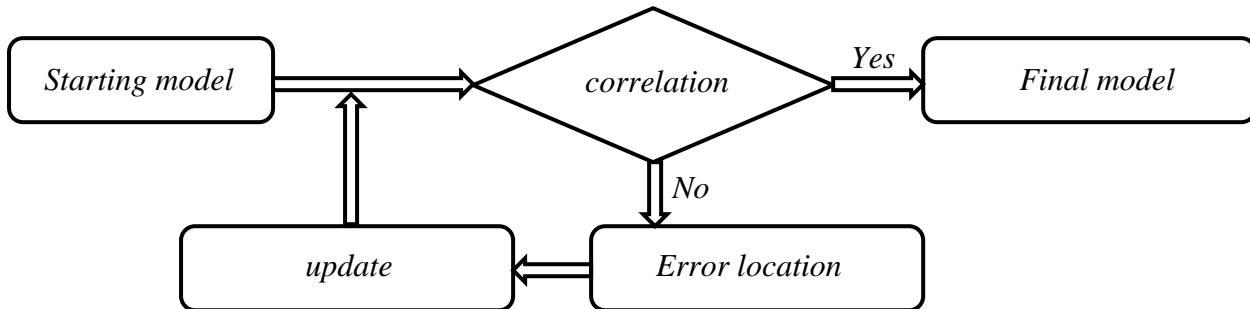 Starting model
correlation
Yes
Final model
No
update
Error location